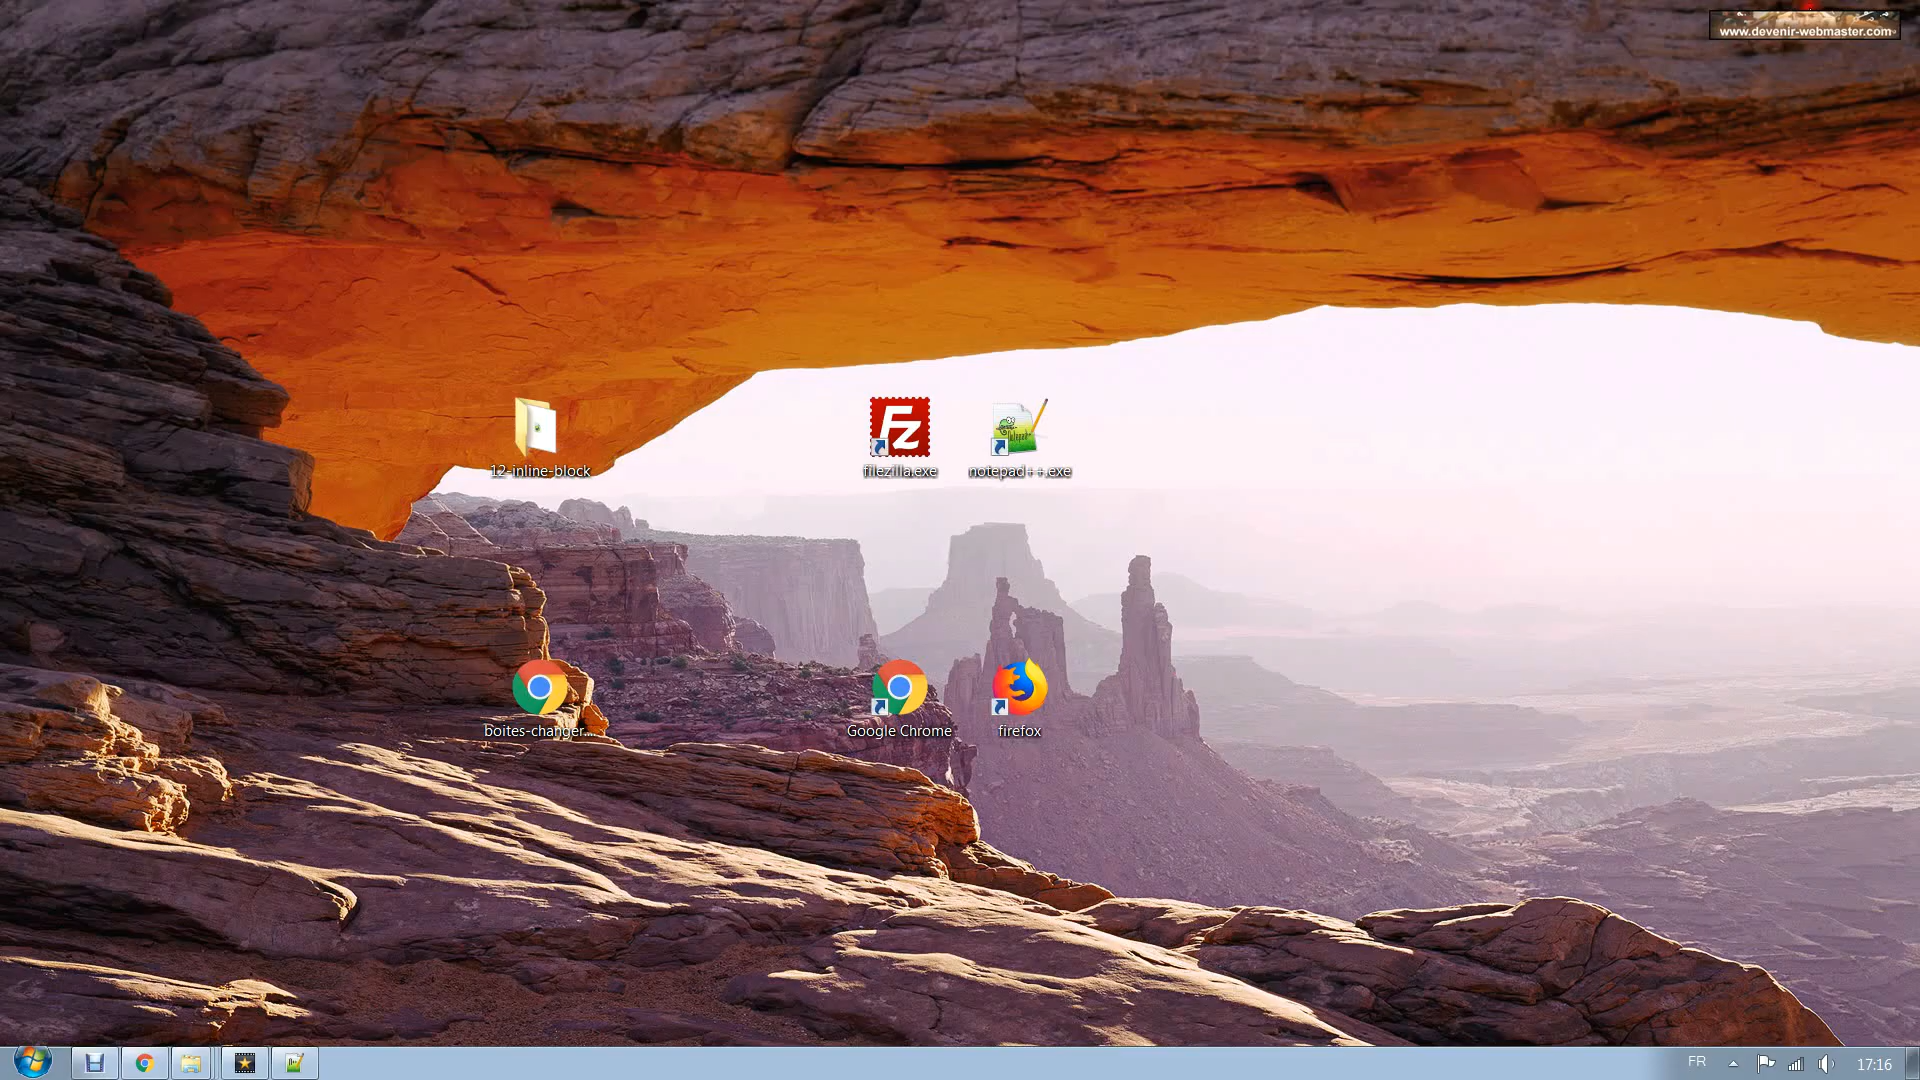 www.devenir-webmaster.com
12-inline-block
filezilla.exe
notepad++.exe
boites-changer....
Google Chrome
firefox
FR
17:16